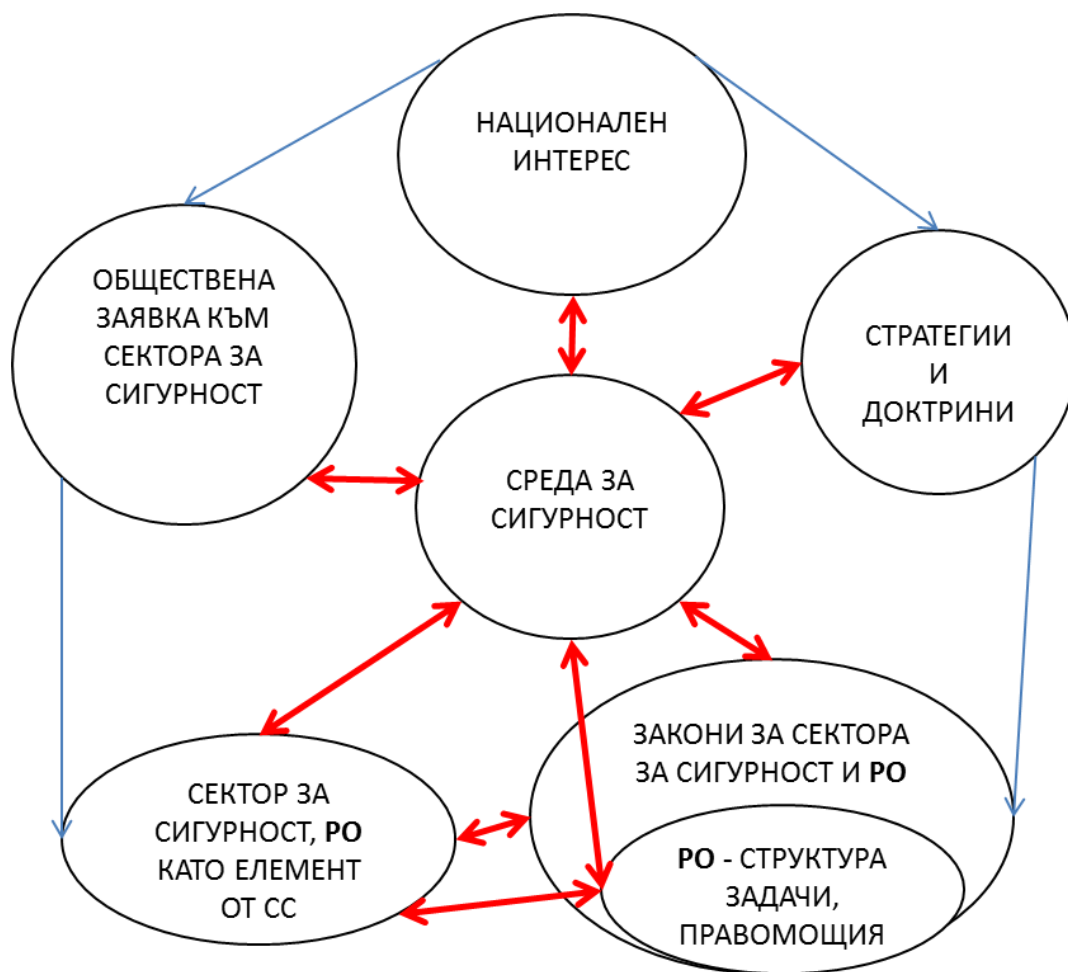 НАЦИОНАЛЕН
ИНТЕРЕС
ОБЩЕСТВЕНА
ЗАЯВКА КЪМ
СЕКТОРА ЗА
СИГУРНОСТ
СТРАТЕГИИ
И
ДОКТРИНИ
СРЕДА ЗА
СИГУРНОСТ
СЕКТОР ЗА
СИГУРНОСТ, РО
КАТО ЕЛЕМЕНТ
ОТ СС
ЗАКОНИ ЗА СЕКТОРА
ЗА СИГУРНОСТ И РО
РО - СТРУКТУРА
ЗАДАЧИ,
ПРАВОМОЩИЯ